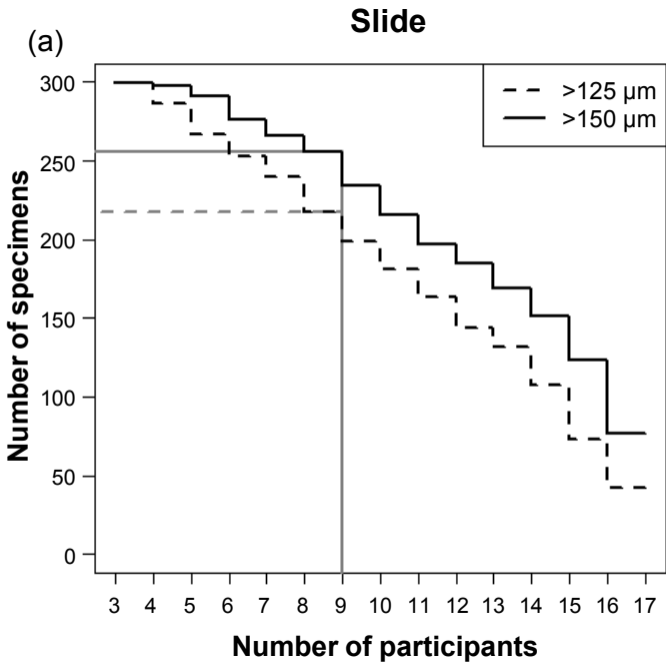 Slide
(a)
>125 µm
>150 µm
Number of specimens
300
250
200
150
100
50
0
3 4 5 6 7 8 9 10 11 12 13 14 15 16 17
Number of participants